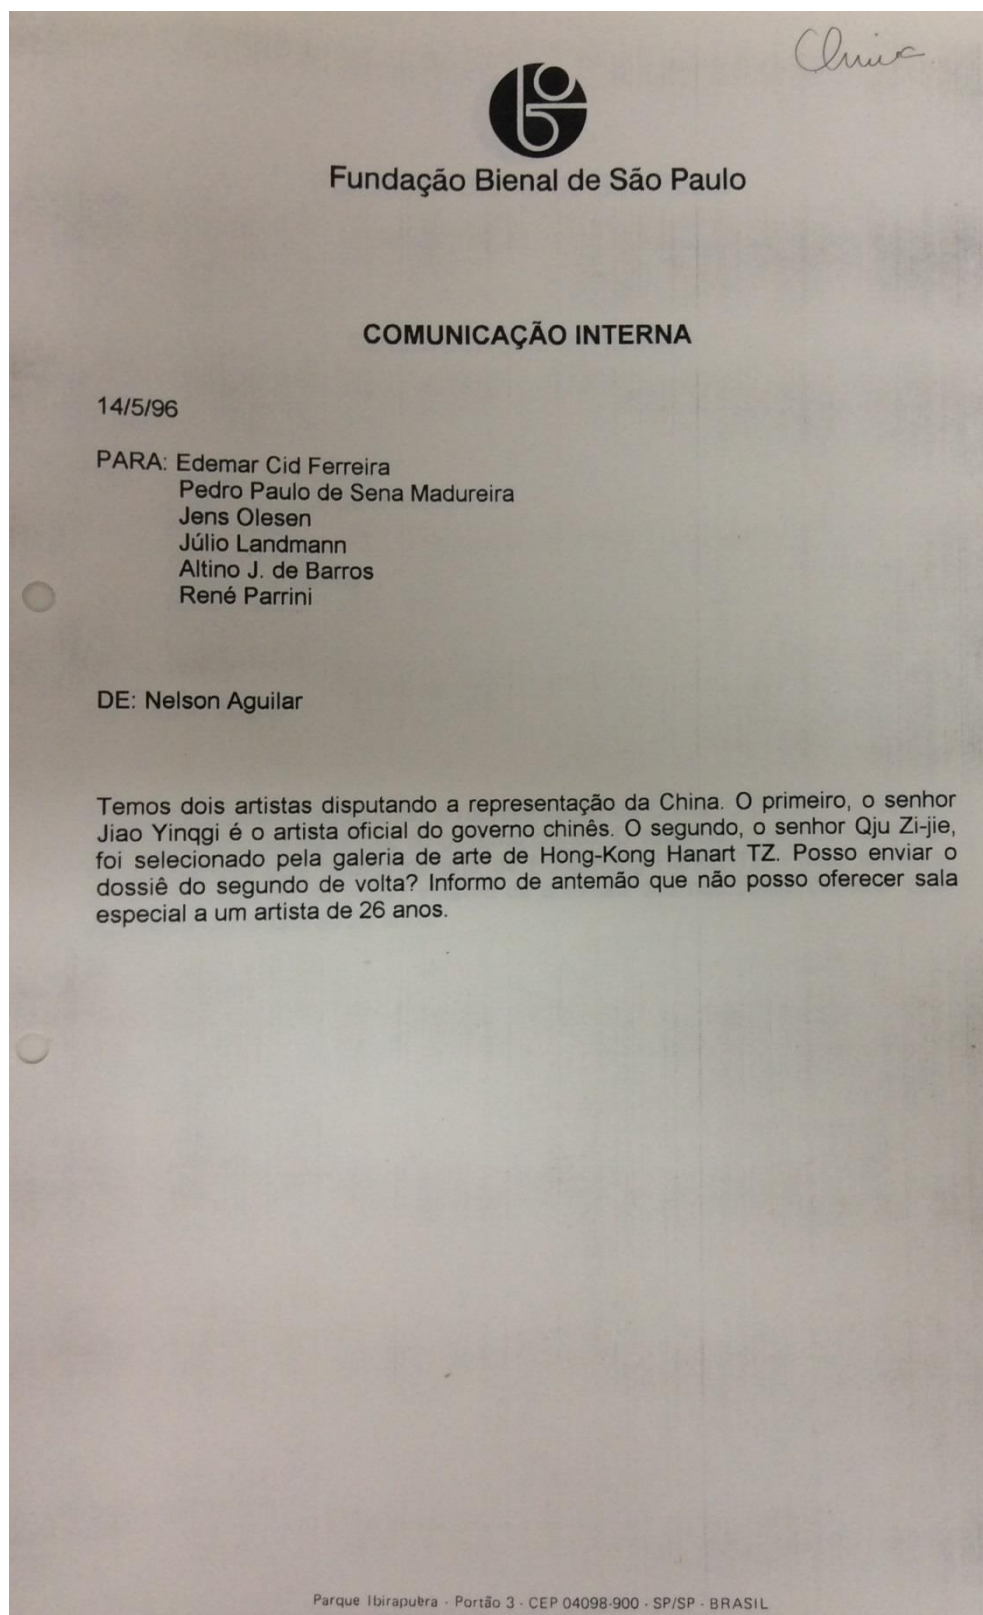 China
Fundação Bienal de São Paulo
COMUNICAÇÃO INTERNA
14/5/96
PARA: Edemar Cid Ferreira
Pedro Paulo de Sena Madureira
Jens Olesen
Júlio Landmann
Altino J. de Barros
René Parrini
DE: Nelson Aguilar
Temos dois artistas disputando a representação da China. O primeiro, o senhor
Jiao Yinqgi é o artista oficial do governo chinês. O segundo, o senhor Qju Zi-jie,
foi selecionado pela galeria de arte de Hong-Kong Hanart TZ. Posso enviar o
dossiê do segundo de volta? Informo de antemão que não posso oferecer sala
especial a um artista de 26 anos.
Parque Ibirapuera - Portão 3 - CEP 04098-900 - SP/SP - BRASIL